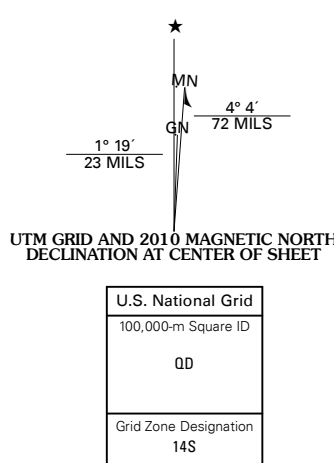 ★
MN
4° 4´
72 MILS
GN
1° 19´
23 MILS
UTM GRID AND 2010 MAGNETIC NORTH
DECLINATION AT CENTER OF SHEET
U.S. National Grid
100,000-m Square ID
QD
Grid Zone Designation
14S